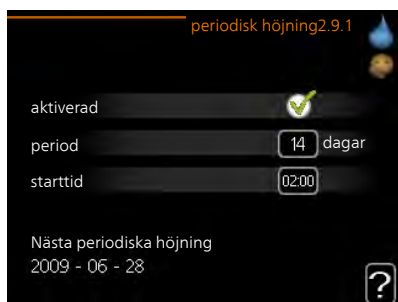 periodisk höjning2.9.1
aktiverad
period 14 dagar
starttid 02:00
Nästa periodiska höjning
2009 - 06 - 28
?